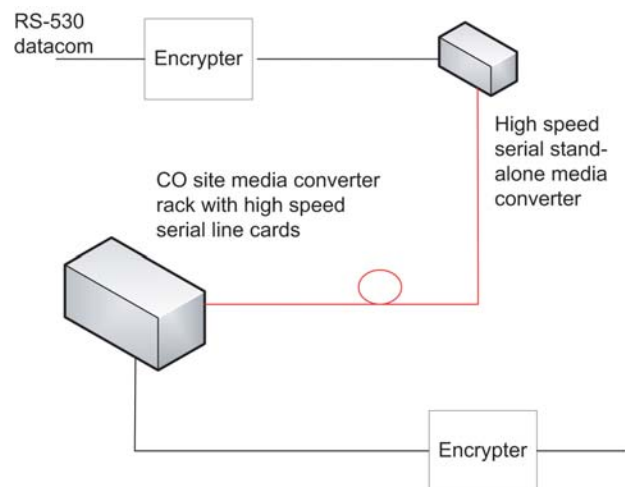 RS-530
datacom
Encrypter
High speed
serial stand-
alone media
converter
CO site media converter
rack with high speed
serial line cards
Encrypter